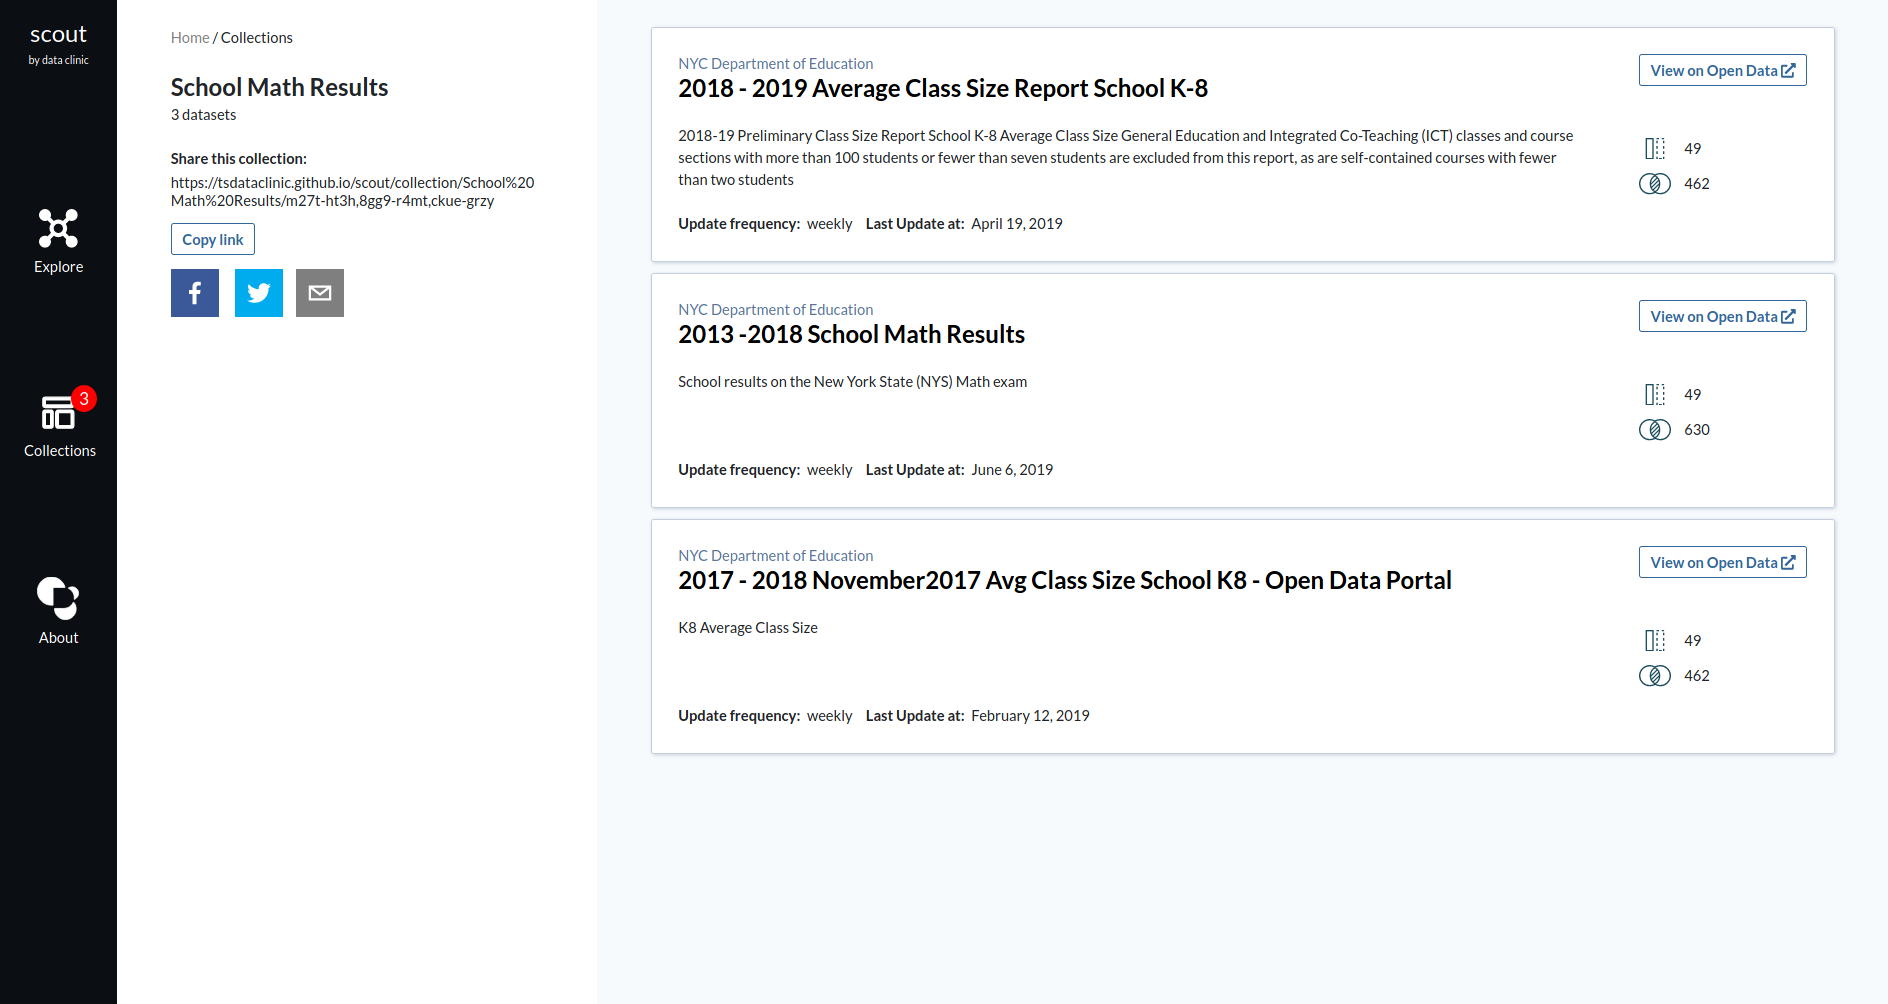 scout
by data clinic
Explore
3
Collections
About
Home / Collections
School Math Results
3 datasets
Share this collection:
https://tsdataclinic.github.io/scout/collection/School%20
Math%20Results/m27t-ht3h,8gg9-r4mt,ckue-grzy
Copy link
NYC Department of Education
2018 - 2019 Average Class Size Report School K-8
View on Open Data
2018-19 Preliminary Class Size Report School K-8 Average Class Size General Education and Integrated Co-Teaching (ICT) classes and course
sections with more than 100 students or fewer than seven students are excluded from this report, as are self-contained courses with fewer
than two students
49
462
Update frequency: weekly Last Update at: April 19, 2019
NYC Department of Education
2013 -2018 School Math Results
View on Open Data
School results on the New York State (NYS) Math exam
49
630
Update frequency: weekly Last Update at: June 6, 2019
NYC Department of Education
2017 - 2018 November2017 Avg Class Size School K8 - Open Data Portal
View on Open Data
K8 Average Class Size
49
462
Update frequency: weekly Last Update at: February 12, 2019